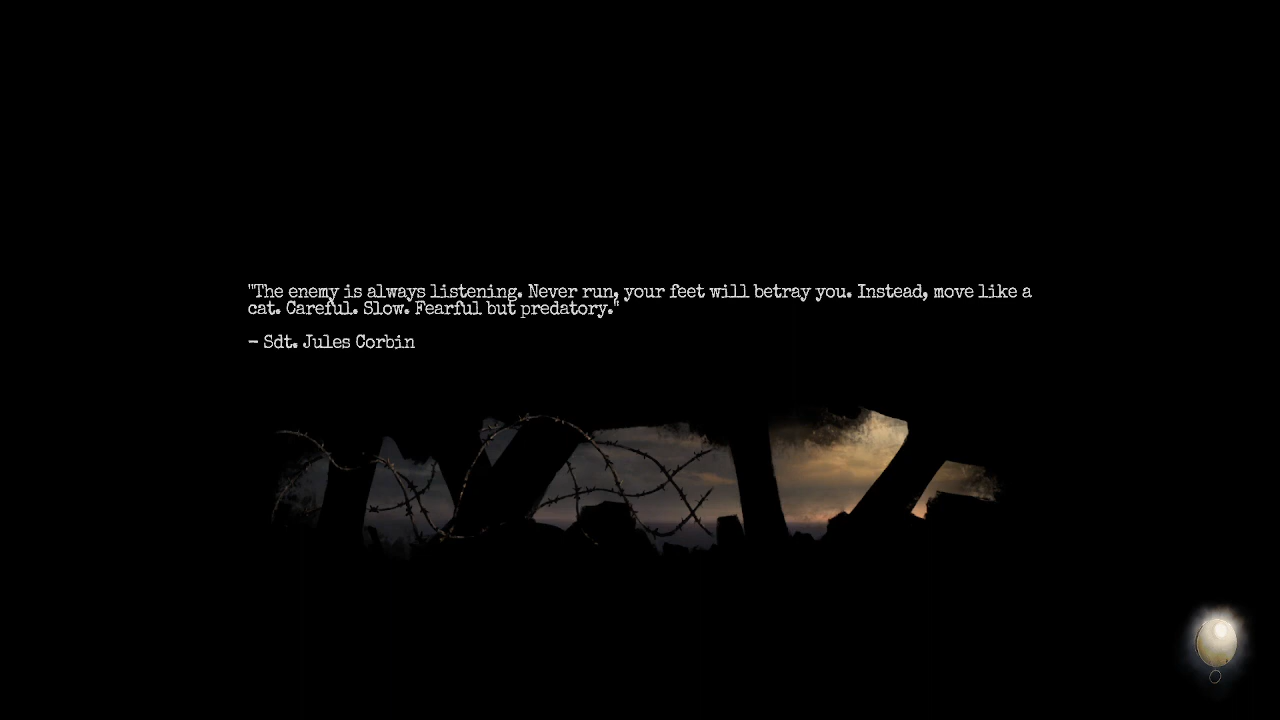 "The enemy is always listening. Never run, your feet will betray you. Instead, move like a
cat. Careful. Slow. Fearful but predatory."
- Sdt. Jules Corbin